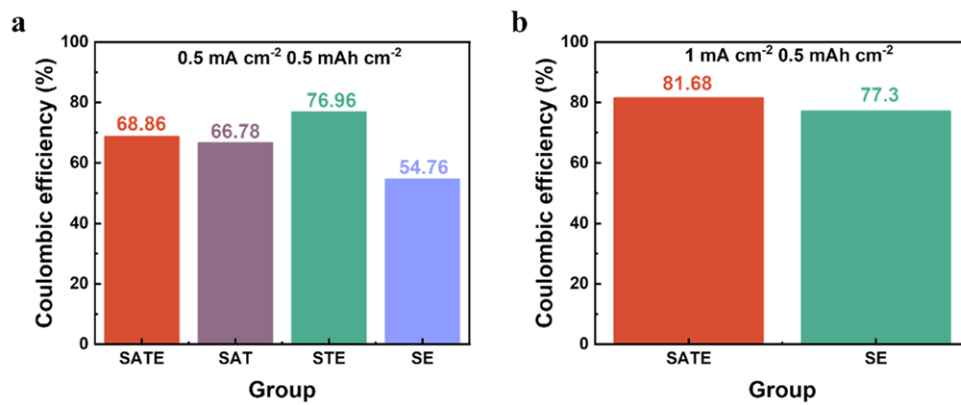 a
0.5 mA cm⁻² 0.5 mAh cm⁻²
Coulombic efficiency (%)
100
80
60
40
20
0
68.86
66.78
76.96
54.76
SATE
SAT
STE
SE
Group
b
1 mA cm⁻² 0.5 mAh cm⁻²
Coulombic efficiency (%)
100
80
60
40
20
0
81.68
77.3
SATE
SE
Group